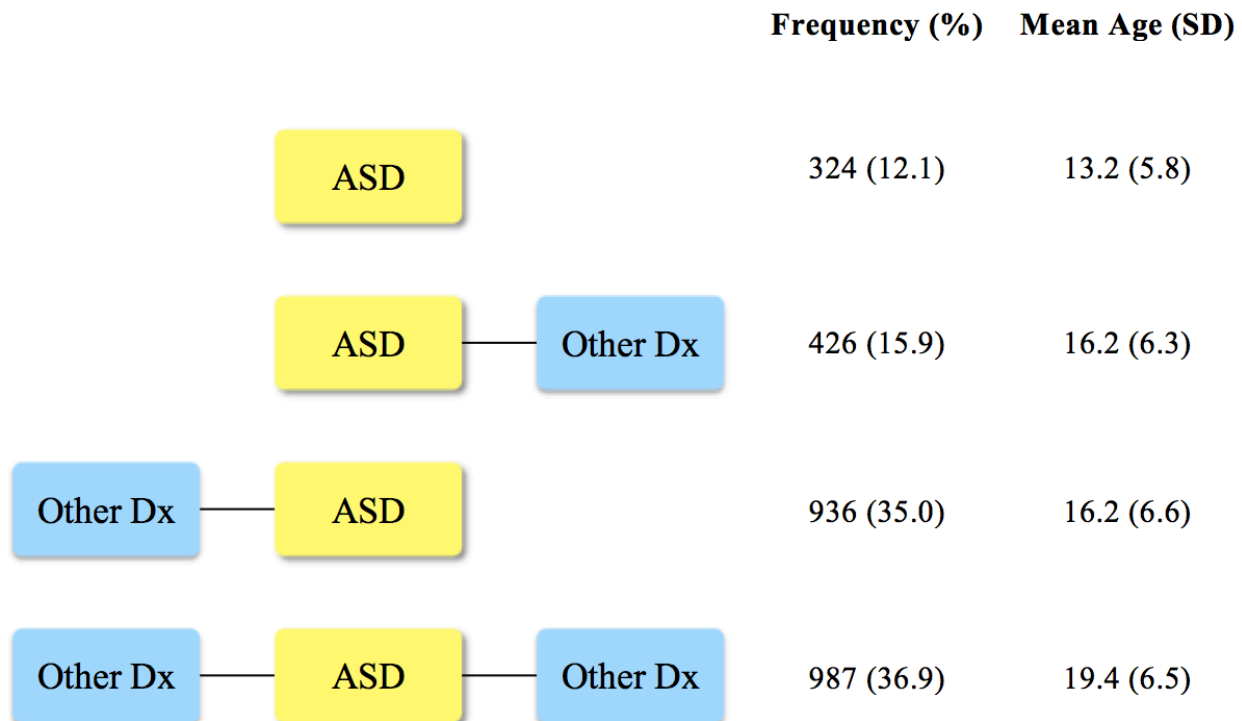 Frequency (%) Mean Age (SD)
ASD 324 (12.1) 13.2 (5.8)
ASD Other Dx 426 (15.9) 16.2 (6.3)
Other Dx ASD 936 (35.0) 16.2 (6.6)
Other Dx ASD Other Dx 987 (36.9) 19.4 (6.5)